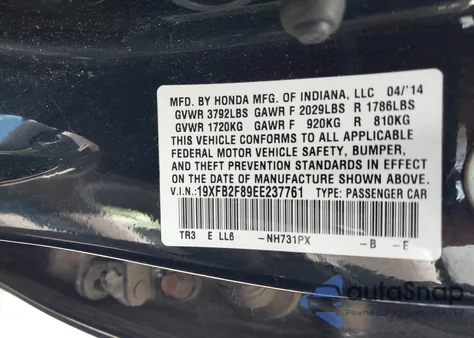 MFD. BY HONDA MFG. OF INDIANA, LLC 04/'14
GVWR 3792LBS GAWR F 2029LBS R 1786LBS
GVWR 1720KG GAWR F 920KG R 810KG
THIS VEHICLE CONFORMS TO ALL APPLICABLE
FEDERAL MOTOR VEHICLE SAFETY, BUMPER,
AND THEFT PREVENTION STANDARDS IN
EFFECT ON THE DATE OF MANUFACTURE
SHOWN ABOVE.
V.I.N.:19XFB2F89EE237761 TYPE: PASSENGER CAR
TR3 E LL6 -NH731PX -B -E
autoSnap